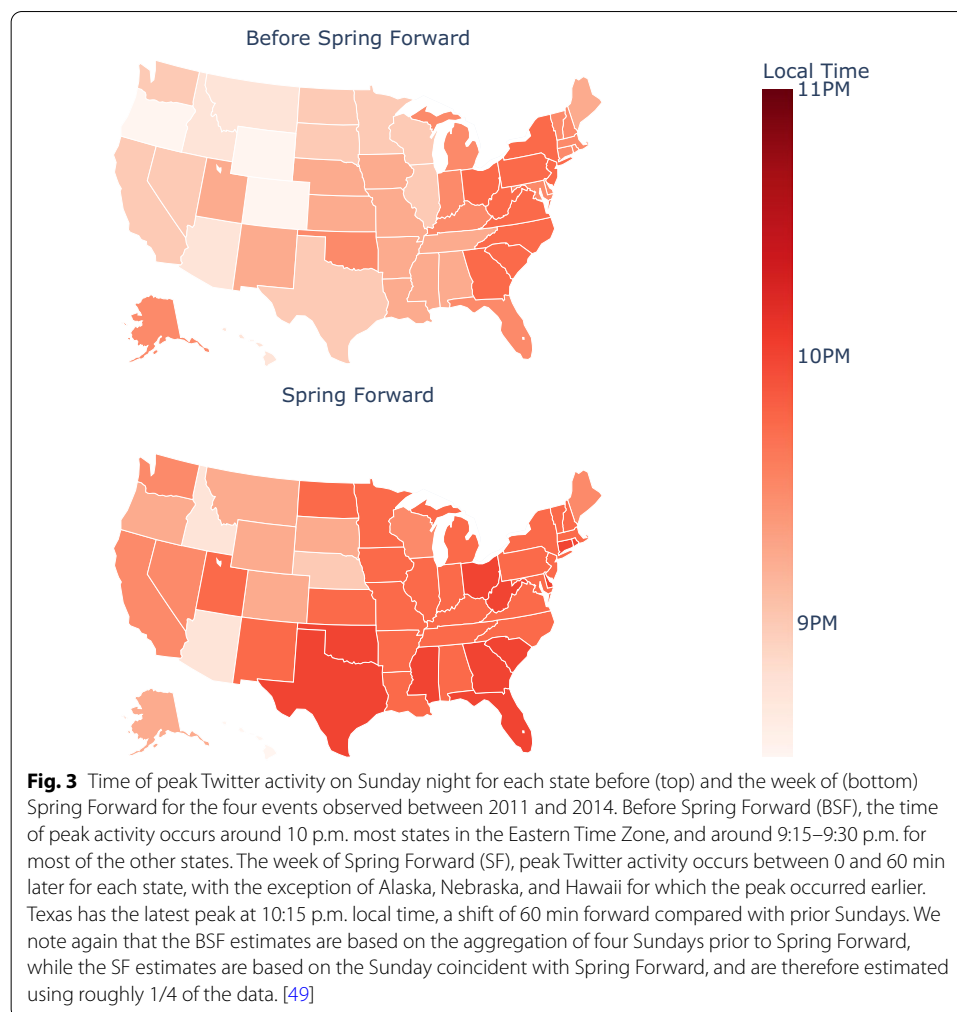 Before Spring Forward
Local Time
11PM
10PM
Spring Forward
9PM
Fig. 3 Time of peak Twitter activity on Sunday night for each state before (top) and the week of (bottom)
Spring Forward for the four events observed between 2011 and 2014. Before Spring Forward (BSF), the time
of peak activity occurs around 10 p.m. most states in the Eastern Time Zone, and around 9:15–9:30 p.m. for
most of the other states. The week of Spring Forward (SF), peak Twitter activity occurs between 0 and 60 min
later for each state, with the exception of Alaska, Nebraska, and Hawaii for which the peak occurred earlier.
Texas has the latest peak at 10:15 p.m. local time, a shift of 60 min forward compared with prior Sundays. We
note again that the BSF estimates are based on the aggregation of four Sundays prior to Spring Forward,
while the SF estimates are based on the Sunday coincident with Spring Forward, and are therefore estimated
using roughly 1/4 of the data. [49]